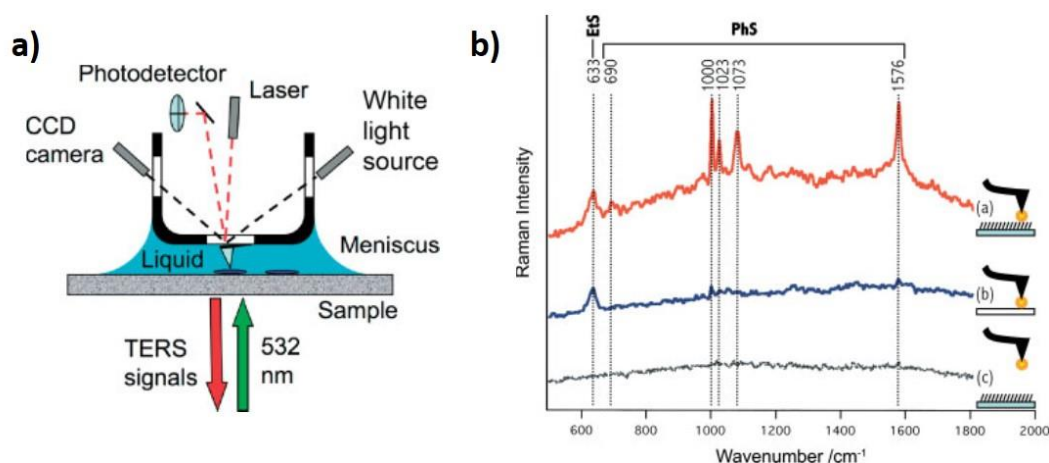 a)
Photodetector
Laser
CCD
camera
White
light
source
Liquid
Meniscus
Sample
TERS
signals
532
nm
b)
EtS
PhS
633
690
1000
1023
1073
1576
Raman Intensity
(a)
(b)
(c)
600
800
1000
1200
1400
1600
1800
2000
Wavenumber /cm⁻¹